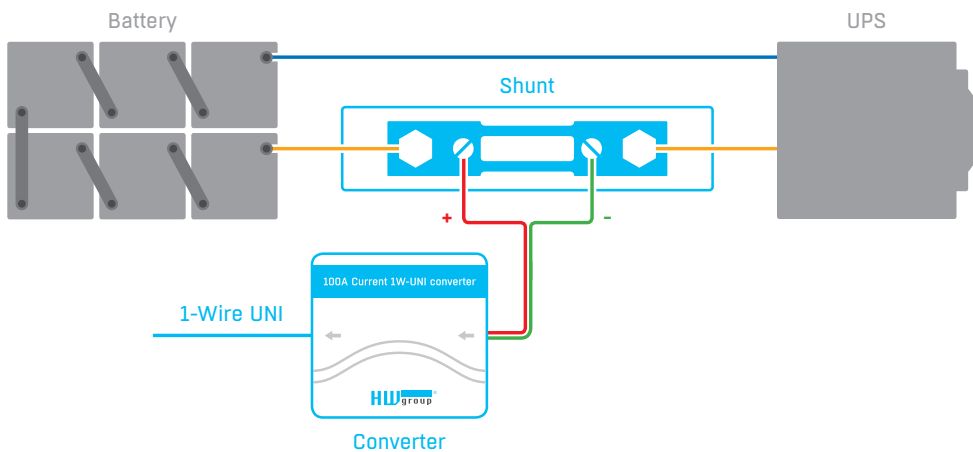 Battery
UPS
Shunt
+
-
100A Current 1W-UNI converter
1-Wire UNI
HW group
Converter